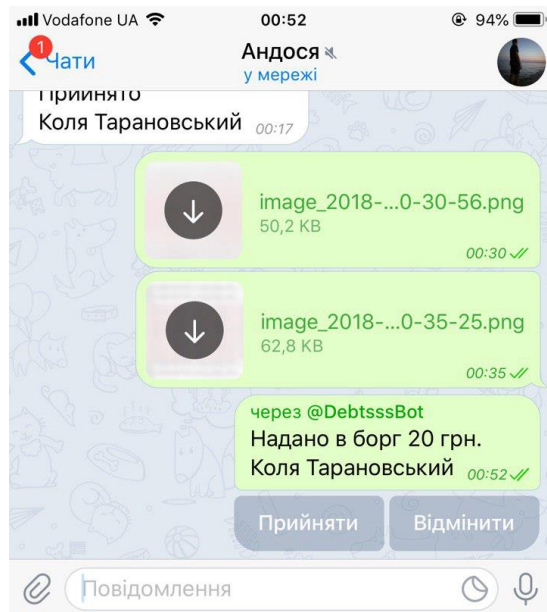 Vodafone UA 00:52 94%
1
Чати Андося
у мережі
Прийнято
Коля Тарановський 00:17
image_2018-...0-30-56.png
50,2 KB
00:30
image_2018-...0-35-25.png
62,8 KB
00:35
через @DebtsssBot
Надано в борг 20 грн.
Коля Тарановський 00:52
Прийняти Відмінити
Повідомлення